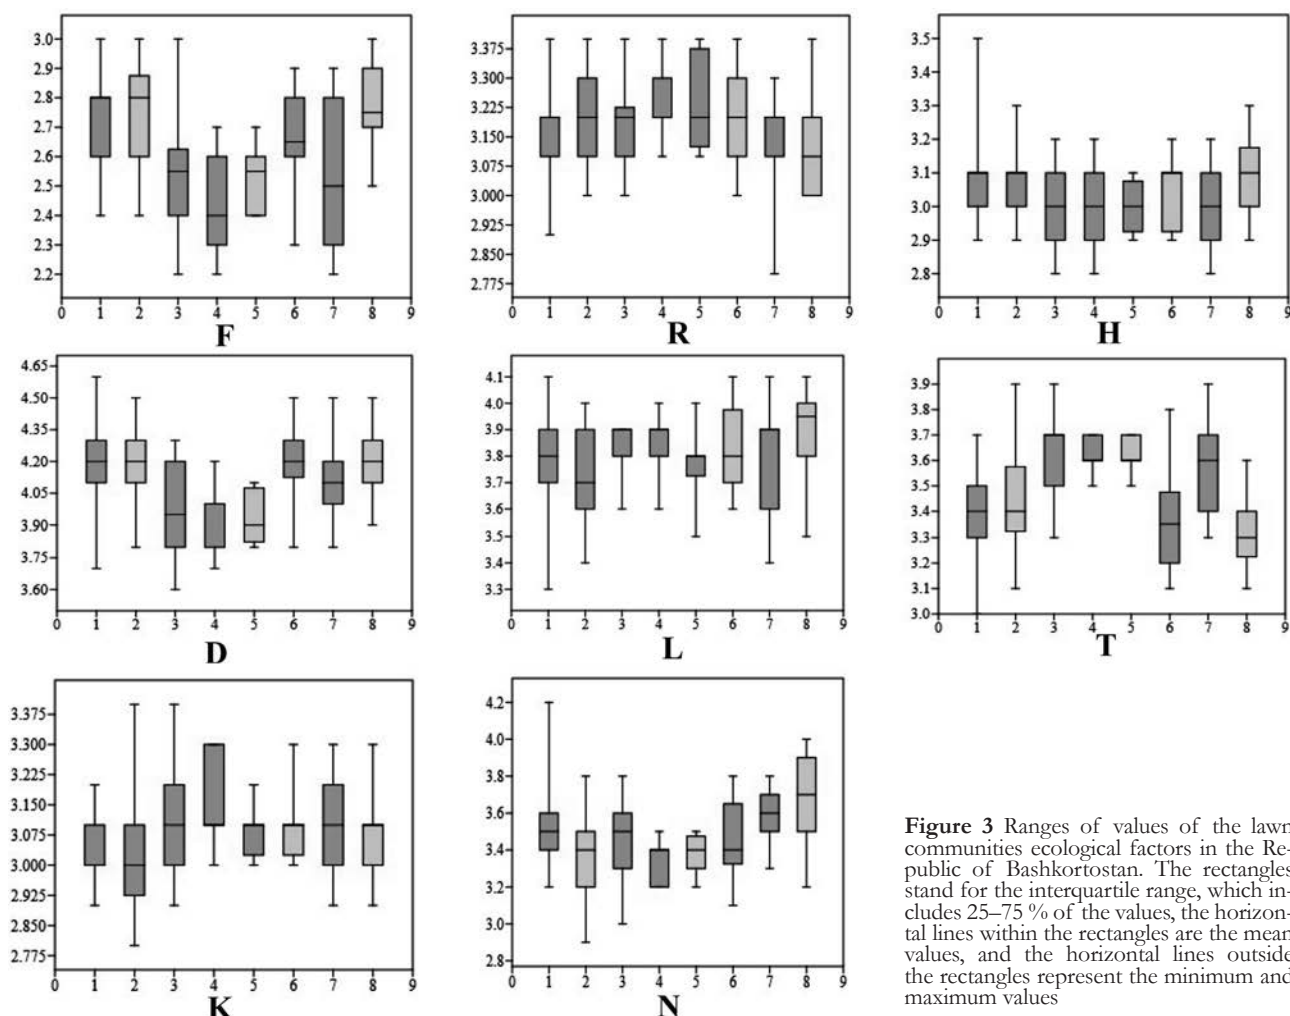 3.0
2.9
2.8
2.7
2.6
2.5
2.4
2.3
2.2
0 1 2 3 4 5 6 7 8 9
F
3.375
3.300
3.225
3.150
3.075
3.000
2.925
2.850
2.775
0 1 2 3 4 5 6 7 8 9
R
3.5
3.4
3.3
3.2
3.1
3.0
2.9
2.8
0 1 2 3 4 5 6 7 8 9
H
4.65
4.50
4.35
4.20
4.05
3.90
3.75
3.60
0 1 2 3 4 5 6 7 8 9
D
4.1
4.0
3.9
3.8
3.7
3.6
3.5
3.4
3.3
0 1 2 3 4 5 6 7 8 9
L
3.9
3.8
3.7
3.6
3.5
3.4
3.3
3.2
3.1
3.0
0 1 2 3 4 5 6 7 8 9
T
3.375
3.300
3.225
3.150
3.075
3.000
2.925
2.850
2.775
0 1 2 3 4 5 6 7 8 9
K
4.2
4.0
3.8
3.6
3.4
3.2
3.0
2.8
0 1 2 3 4 5 6 7 8 9
N
Figure 3 Ranges of values of the lawn
communities ecological factors in the Re-
public of Bashkortostan. The rectangles
stand for the interquartile range, which in-
cludes 25–75 % of the values, the horizon-
tal lines within the rectangles are the mean
values, and the horizontal lines outside
the rectangles represent the minimum and
maximum values